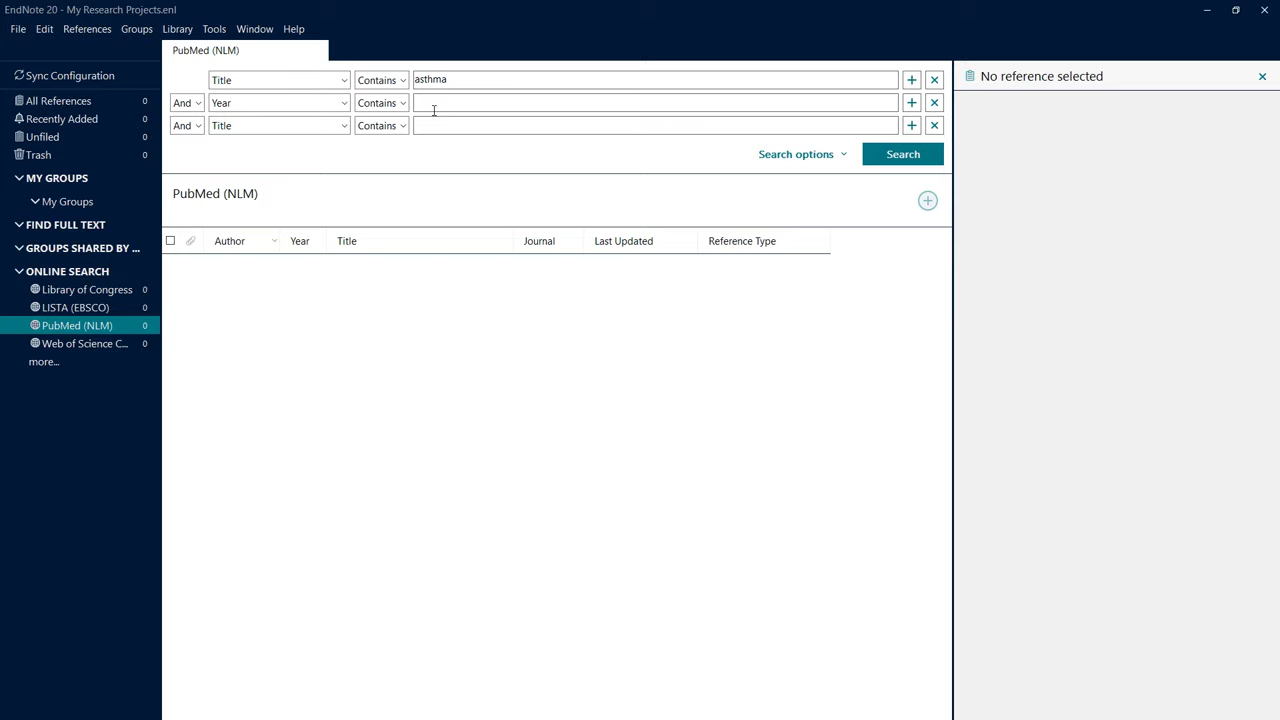 EndNote 20 - My Research Projects.enl
File Edit References Groups Library Tools Window Help
PubMed (NLM)
Sync Configuration
All References 0
Recently Added 0
Unfiled 0
Trash 0
MY GROUPS
My Groups
FIND FULL TEXT
GROUPS SHARED BY ...
ONLINE SEARCH
Library of Congress 0
LISTA (EBSCO) 0
PubMed (NLM) 0
Web of Science C... 0
more...
Title Contains asthma
And Year Contains
And Title Contains
Search options Search
PubMed (NLM)
Author Year Title Journal Last Updated Reference Type
No reference selected